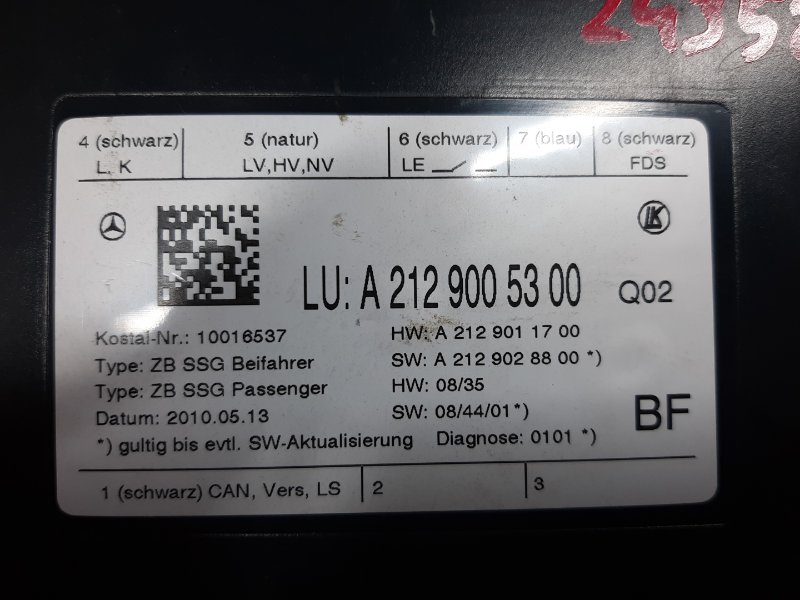 4 (schwarz) 5 (natur) 6 (schwarz) 7 (blau) 8 (schwarz)
L, K LV,HV,NV LE FDS
LK
LU: A 212 900 53 00 Q02
Kostal-Nr.: 10016537 HW: A 212 901 17 00
Type: ZB SSG Beifahrer SW: A 212 902 88 00 *)
Type: ZB SSG Passenger HW: 08/35
Datum: 2010.05.13 SW: 08/44/01*)
BF
*) gultig bis evtl. SW-Aktualisierung Diagnose: 0101 *)
1 (schwarz) CAN, Vers, LS 2 3